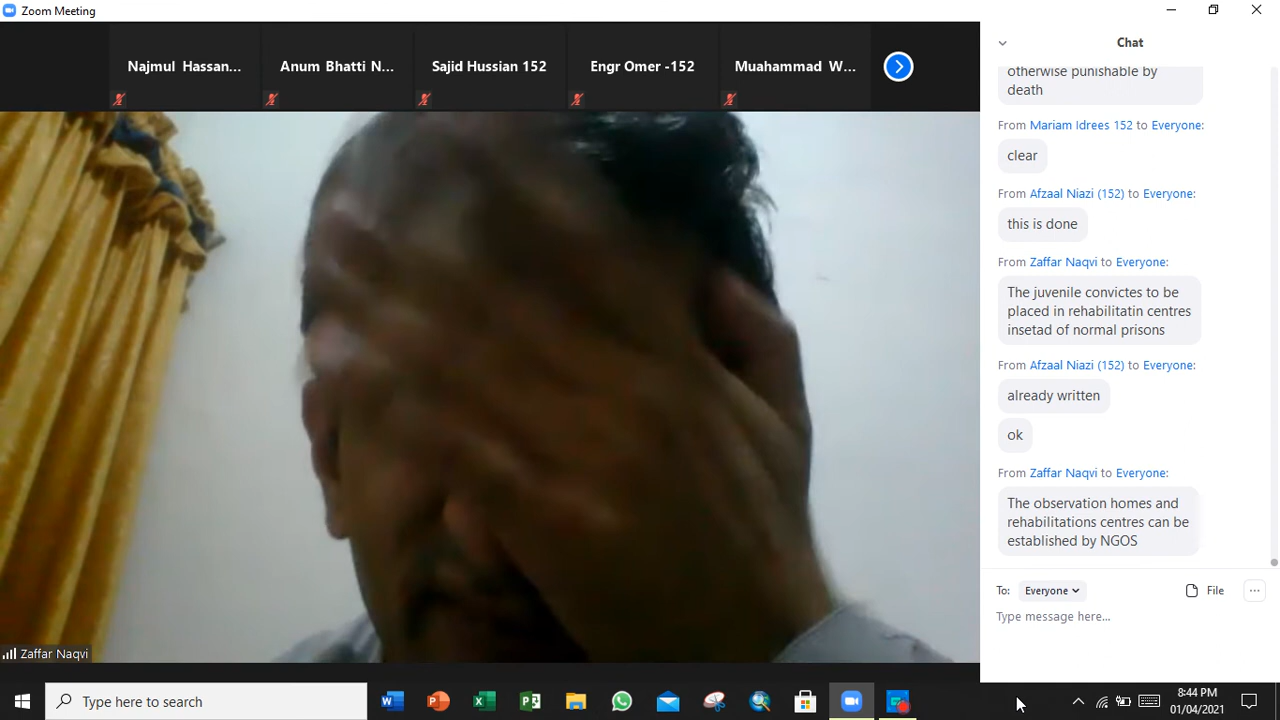 Zoom Meeting
Najmul Hassan...
Anum Bhatti N...
Sajid Hussian 152
Engr Omer -152
Muahammad W...
Zaffar Naqvi
Chat
otherwise punishable by
death
From Mariam Idrees 152 to Everyone:
clear
From Afzaal Niazi (152) to Everyone:
this is done
From Zaffar Naqvi to Everyone:
The juvenile convictes to be
placed in rehabilitatin centres
insetad of normal prisons
From Afzaal Niazi (152) to Everyone:
already written
ok
From Zaffar Naqvi to Everyone:
The observation homes and
rehabilitations centres can be
established by NGOS
To: Everyone File
Type message here...
Type here to search
8:44 PM
01/04/2021